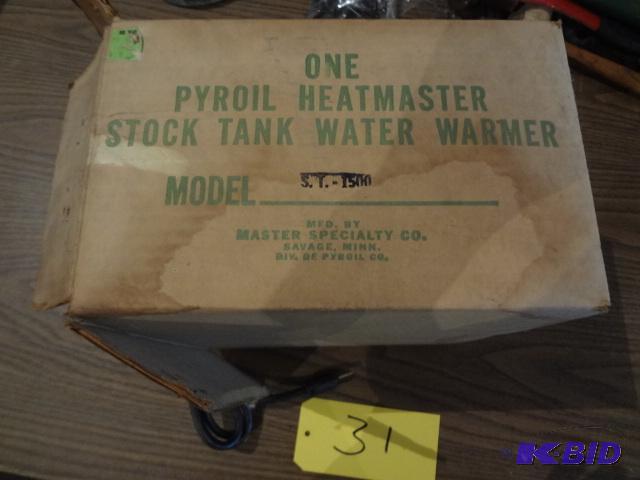 ONE
PYROIL HEATMASTER
STOCK TANK WATER WARMER
MODEL S.T.-1500
MFD. BY
MASTER SPECIALTY CO.
SAVAGE, MINN.
DIV. OF PYROIL CO.
31
K-BID